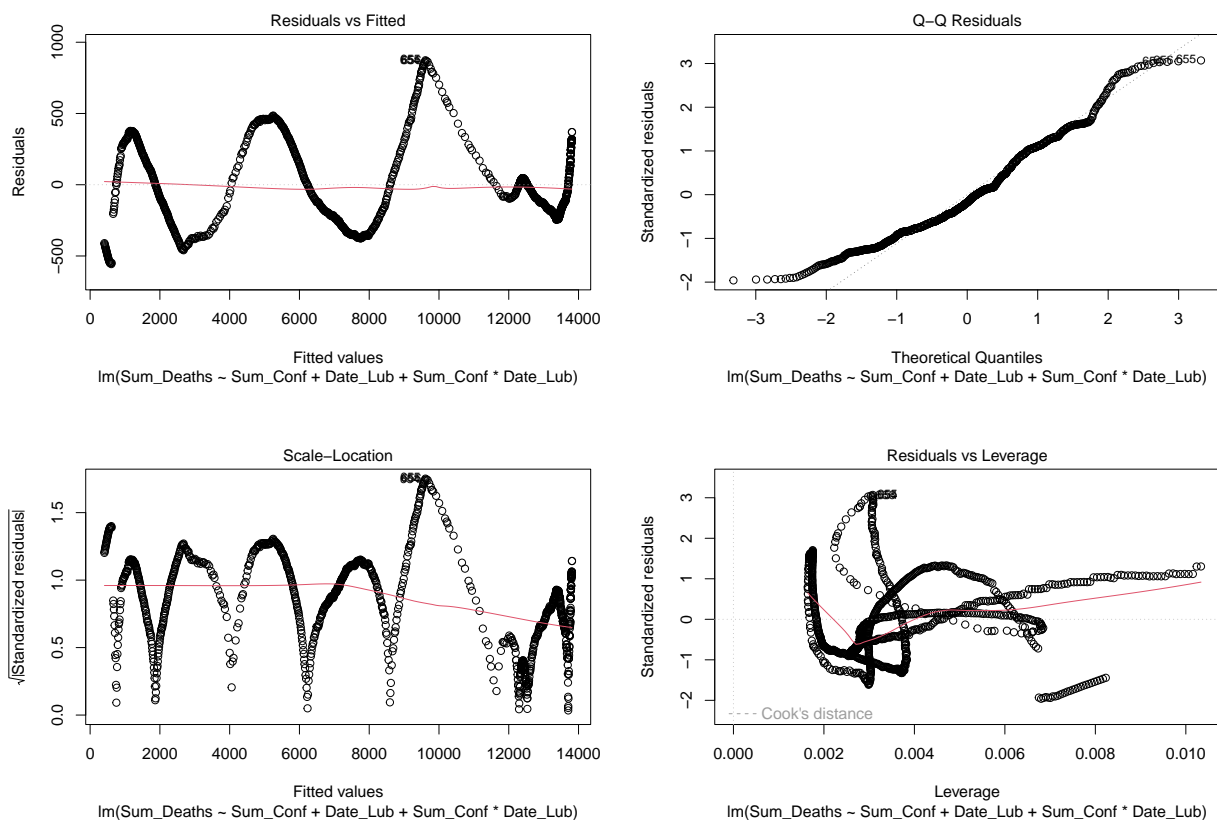 Residuals vs Fitted
Residuals
1000
500
0
−500
655
0 2000 4000 6000 8000 10000 12000 14000
Fitted values
lm(Sum_Deaths ~ Sum_Conf + Date_Lub + Sum_Conf * Date_Lub)
Q−Q Residuals
Standardized residuals
3
2
1
0
−1
−2
655
−3 −2 −1 0 1 2 3
Theoretical Quantiles
lm(Sum_Deaths ~ Sum_Conf + Date_Lub + Sum_Conf * Date_Lub)
Scale−Location
√|Standardized residuals|
1.5
1.0
0.5
0.0
0 2000 4000 6000 8000 10000 12000 14000
Fitted values
lm(Sum_Deaths ~ Sum_Conf + Date_Lub + Sum_Conf * Date_Lub)
Residuals vs Leverage
Standardized residuals
3
2
1
0
−1
−2
Cook's distance
0.000 0.002 0.004 0.006 0.008 0.010
Leverage
lm(Sum_Deaths ~ Sum_Conf + Date_Lub + Sum_Conf * Date_Lub)